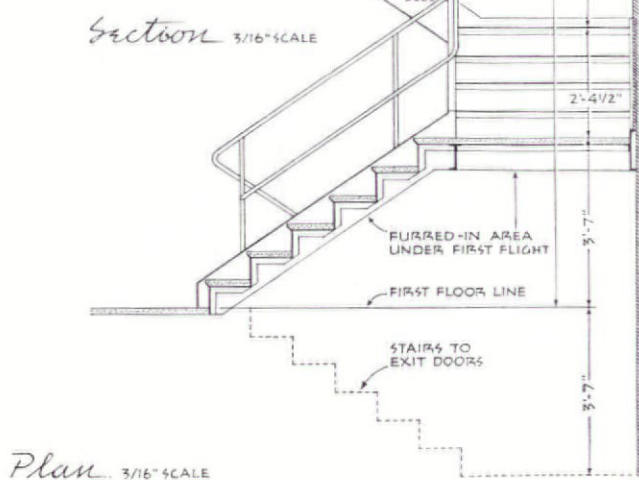 Section 3/16" SCALE
2'-4 1/2"
FURRED-IN AREA
UNDER FIRST FLIGHT
3'-7"
FIRST FLOOR LINE
STAIRS TO
EXIT DOORS
3'-7"
Plan 3/16" SCALE